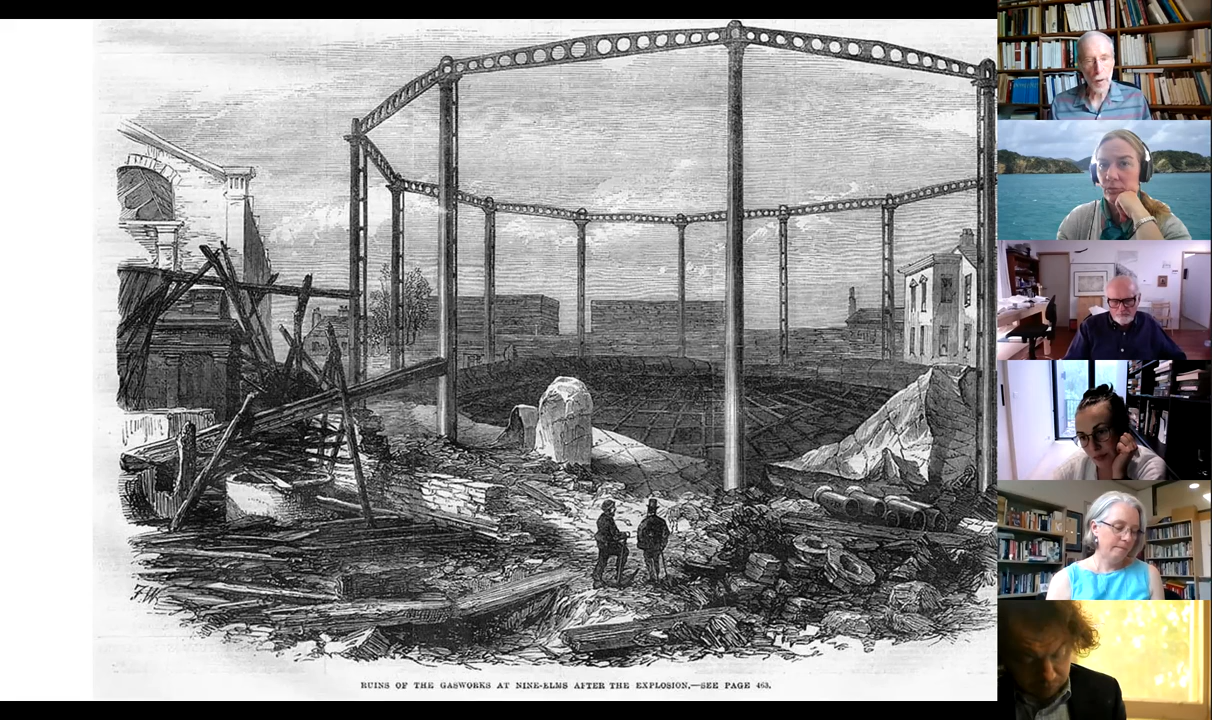 RUINS OF THE GASWORKS AT NINE-ELMS AFTER THE EXPLOSION,—SEE PAGE 463.